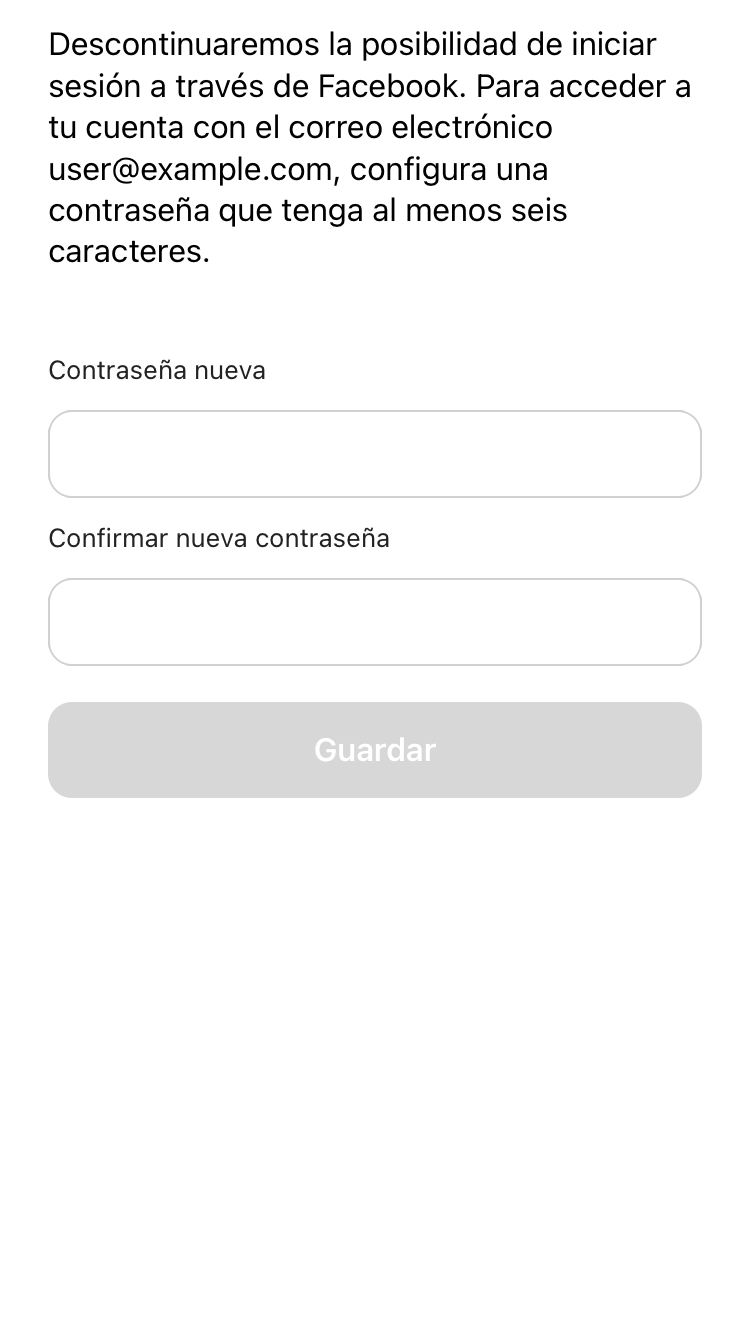 Descontinuaremos la posibilidad de iniciar
sesión a través de Facebook. Para acceder a
tu cuenta con el correo electrónico
user@example.com, configura una
contraseña que tenga al menos seis
caracteres.
Contraseña nueva
Confirmar nueva contraseña
Guardar